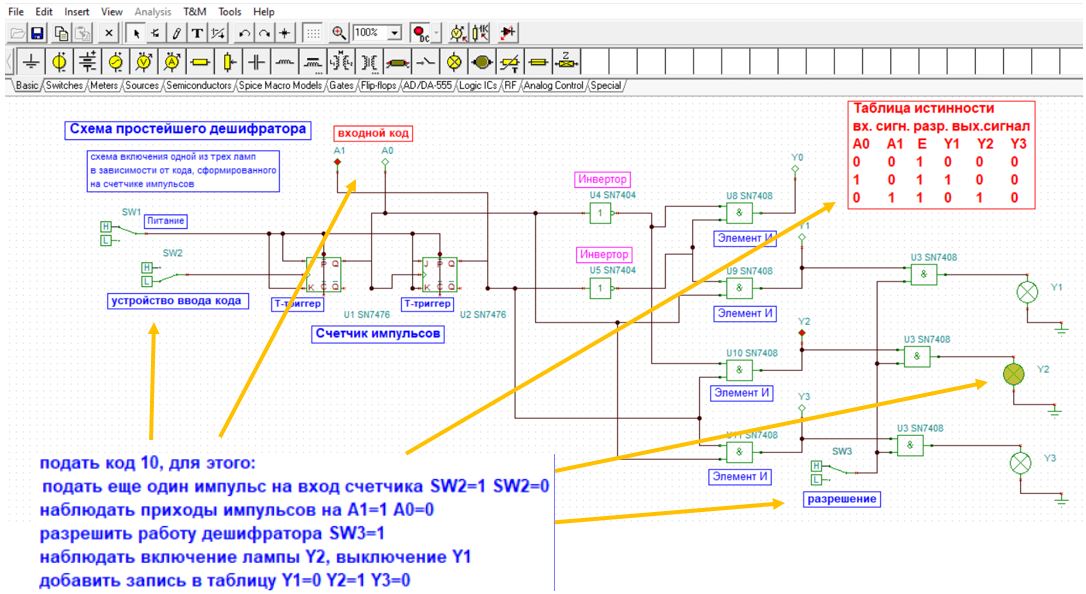 File Edit Insert View Analysis T&M Tools Help
DC 100% 1K
Basic Switches Meters Sources Semiconductors Spice Macro Models Gates Flip-flops AD/DA-555 Logic ICs RF Analog Control Special
Схема простейшего дешифратора
схема включения одной из трех ламп
в зависимости от кода, сформированного
на счетчике импульсов
входной код
A1 A0
Таблица истинности
вх. сигн. разр. вых.сигнал
A0 A1 E Y1 Y2 Y3
0 0 1 0 0 0
1 0 1 1 0 0
0 1 1 0 1 0
SW1
H
L
Питание
SW2
H
L
устройство ввода кода
J P Q
K C Q
Т-триггер
U1 SN7476
J P Q
K C Q
Т-триггер
U2 SN7476
Счетчик импульсов
Инвертор
U4 SN7404
1
Инвертор
U5 SN7404
1
Y0
U8 SN7408
&
Элемент И
Y1
U9 SN7408
&
Элемент И
Y2
U10 SN7408
&
Элемент И
Y3
U11 SN7408
&
Элемент И
U3 SN7408
&
Y1
U3 SN7408
&
Y2
U3 SN7408
&
Y3
SW3
H
L
разрешение
подать код 10, для этого:
подать еще один импульс на вход счетчика SW2=1 SW2=0
наблюдать приходы импульсов на A1=1 A0=0
разрешить работу дешифратора SW3=1
наблюдать включение лампы Y2, выключение Y1
добавить запись в таблицу Y1=0 Y2=1 Y3=0